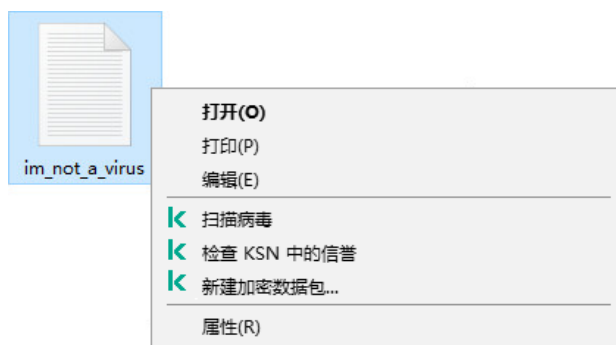 im_not_a_virus
打开(O)
打印(P)
编辑(E)
扫描病毒
检查 KSN 中的信誉
新建加密数据包...
属性(R)